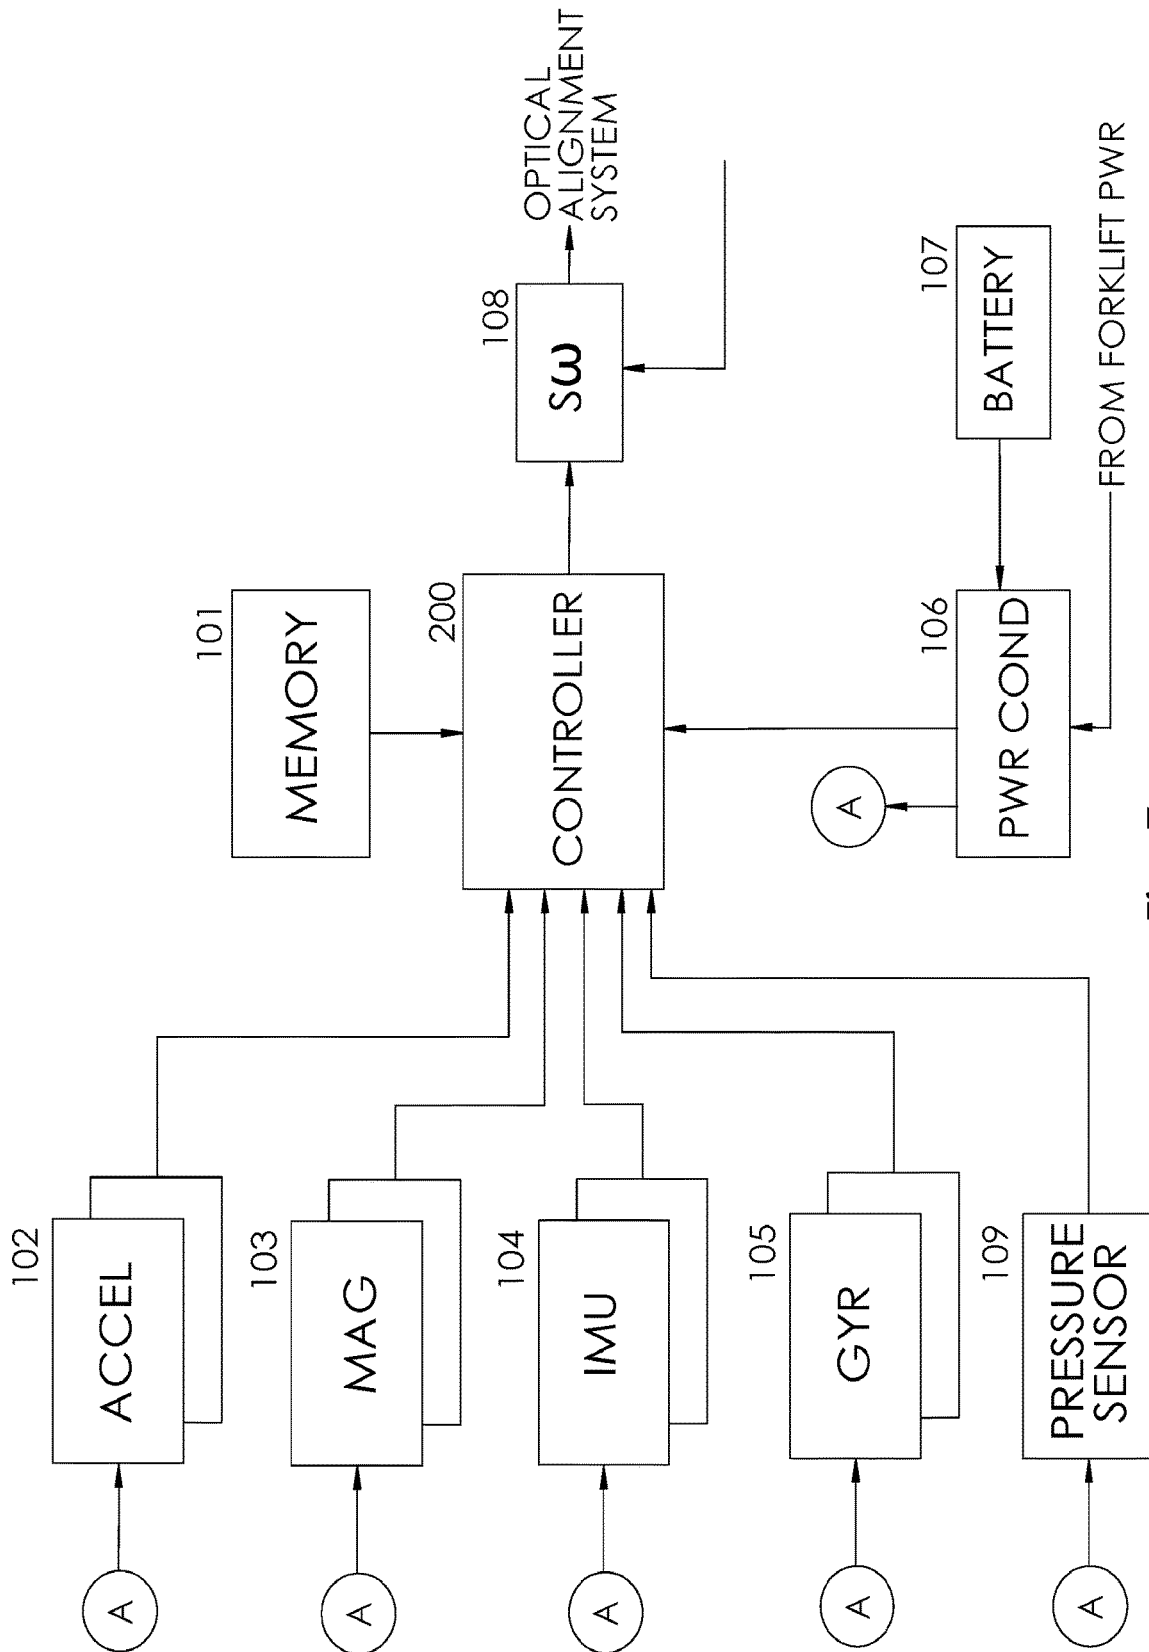 102
A
ACCEL
101
MEMORY
103
A
MAG
200
CONTROLLER
108
Sω
OPTICAL
ALIGNMENT
SYSTEM
104
A
IMU
105
A
GYR
A
106
PWR COND
107
BATTERY
109
A
PRESSURE
SENSOR
FROM FORKLIFT PWR